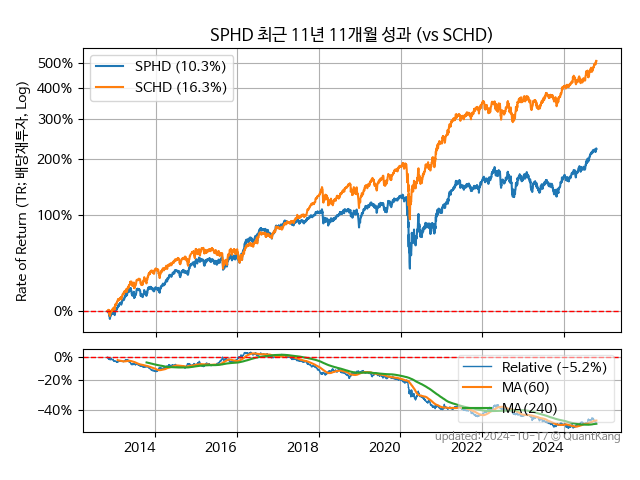 SPHD 최근 11년 11개월 성과 (vs SCHD)
Rate of Return (TR: 배당재투자, Log)
500%
400%
300%
200%
100%
0%
SPHD (10.3%)
SCHD (16.3%)
0%
−20%
−40%
Relative (−5.2%)
MA(60)
MA(240)
2014
2016
2018
2020
2022
2024
updated: 2024-10-17 © QuantKang